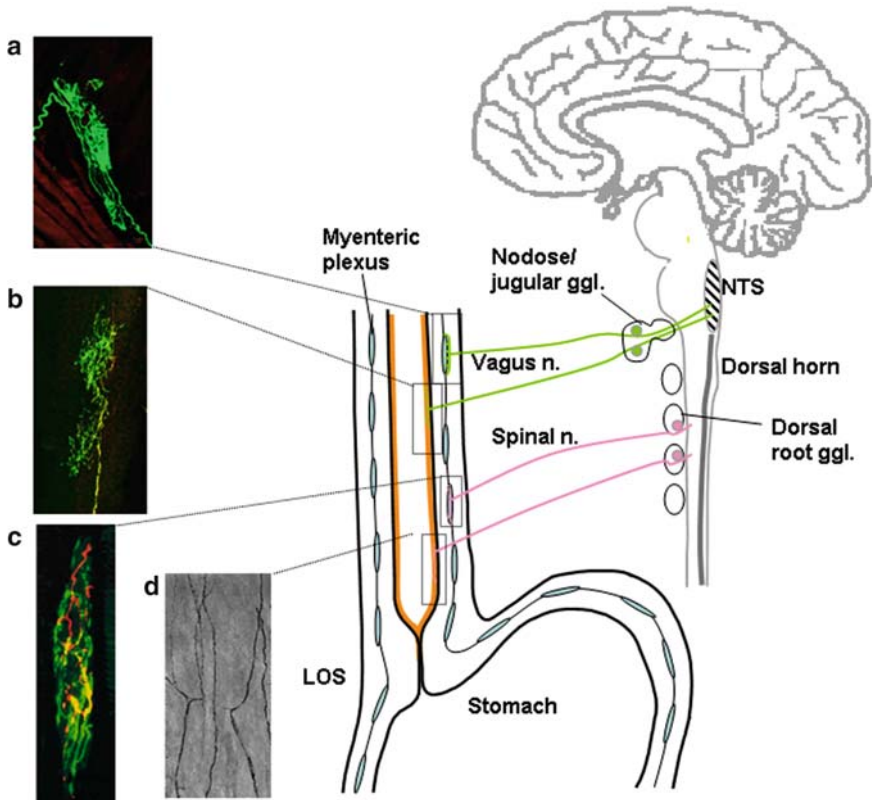 a
b
c
d
Myenteric
plexus
Nodose/
jugular ggl.
NTS
Vagus n.
Dorsal horn
Spinal n.
Dorsal
root ggl.
LOS
Stomach